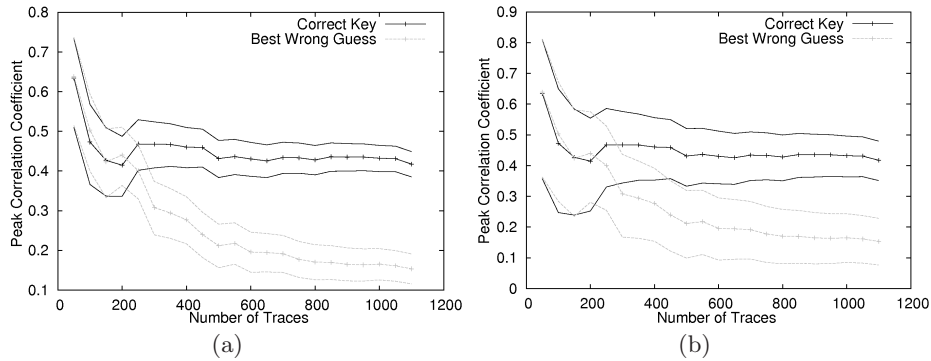 Correct Key
Best Wrong Guess
Peak Correlation Coefficient
0.8
0.7
0.6
0.5
0.4
0.3
0.2
0.1
0 200 400 600 800 1000 1200
Number of Traces
(a)
Correct Key
Best Wrong Guess
Peak Correlation Coefficient
0.9
0.8
0.7
0.6
0.5
0.4
0.3
0.2
0.1
0
0 200 400 600 800 1000 1200
Number of Traces
(b)